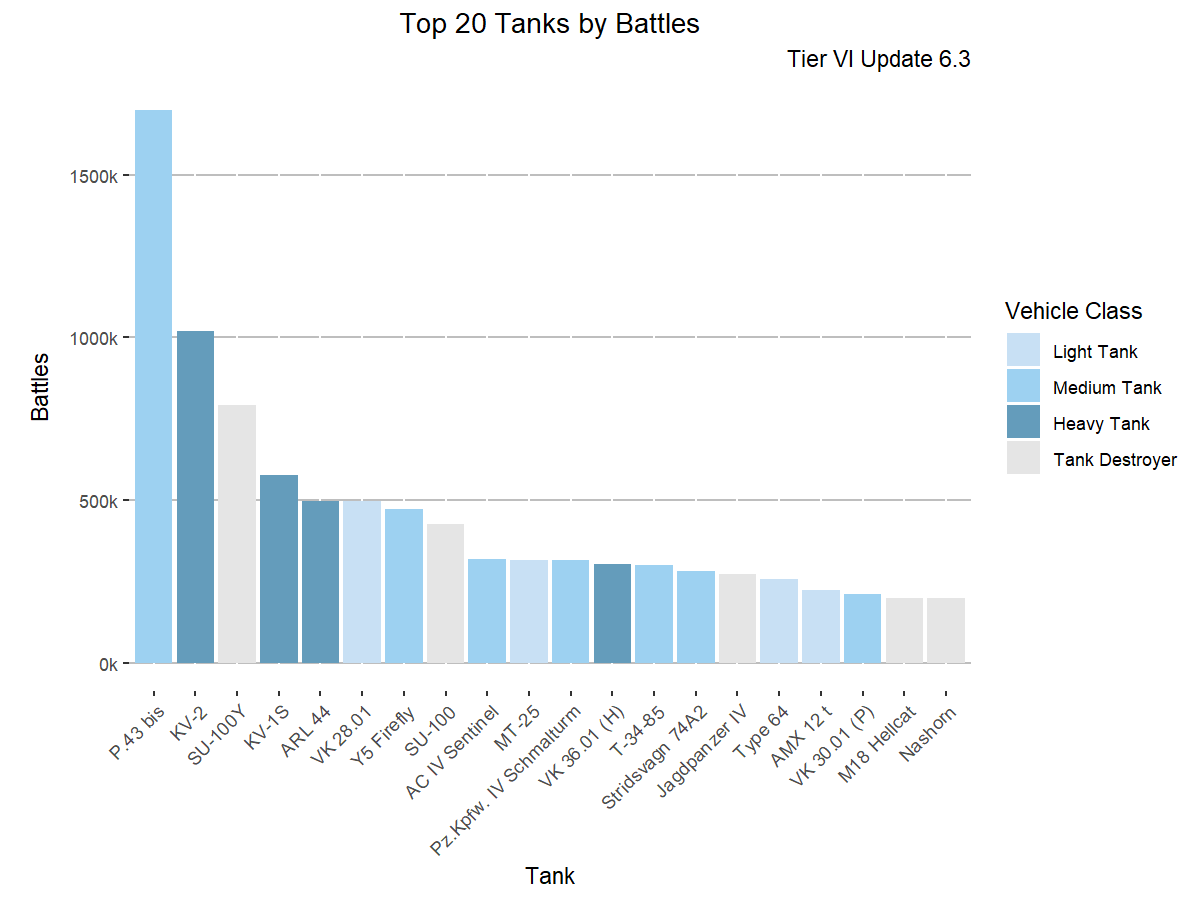 Top 20 Tanks by Battles
Tier VI Update 6.3
Battles
1500k
1000k
500k
0k
P.43 bis
KV-2
SU-100Y
KV-1S
ARL 44
VK 28.01
Y5 Firefly
SU-100
AC IV Sentinel
MT-25
Pz.Kpfw. IV Schmalturm
VK 36.01 (H)
T-34-85
Stridsvagn 74A2
Jagdpanzer IV
Type 64
AMX 12 t
VK 30.01 (P)
M18 Hellcat
Nashorn
Tank
Vehicle Class
Light Tank
Medium Tank
Heavy Tank
Tank Destroyer